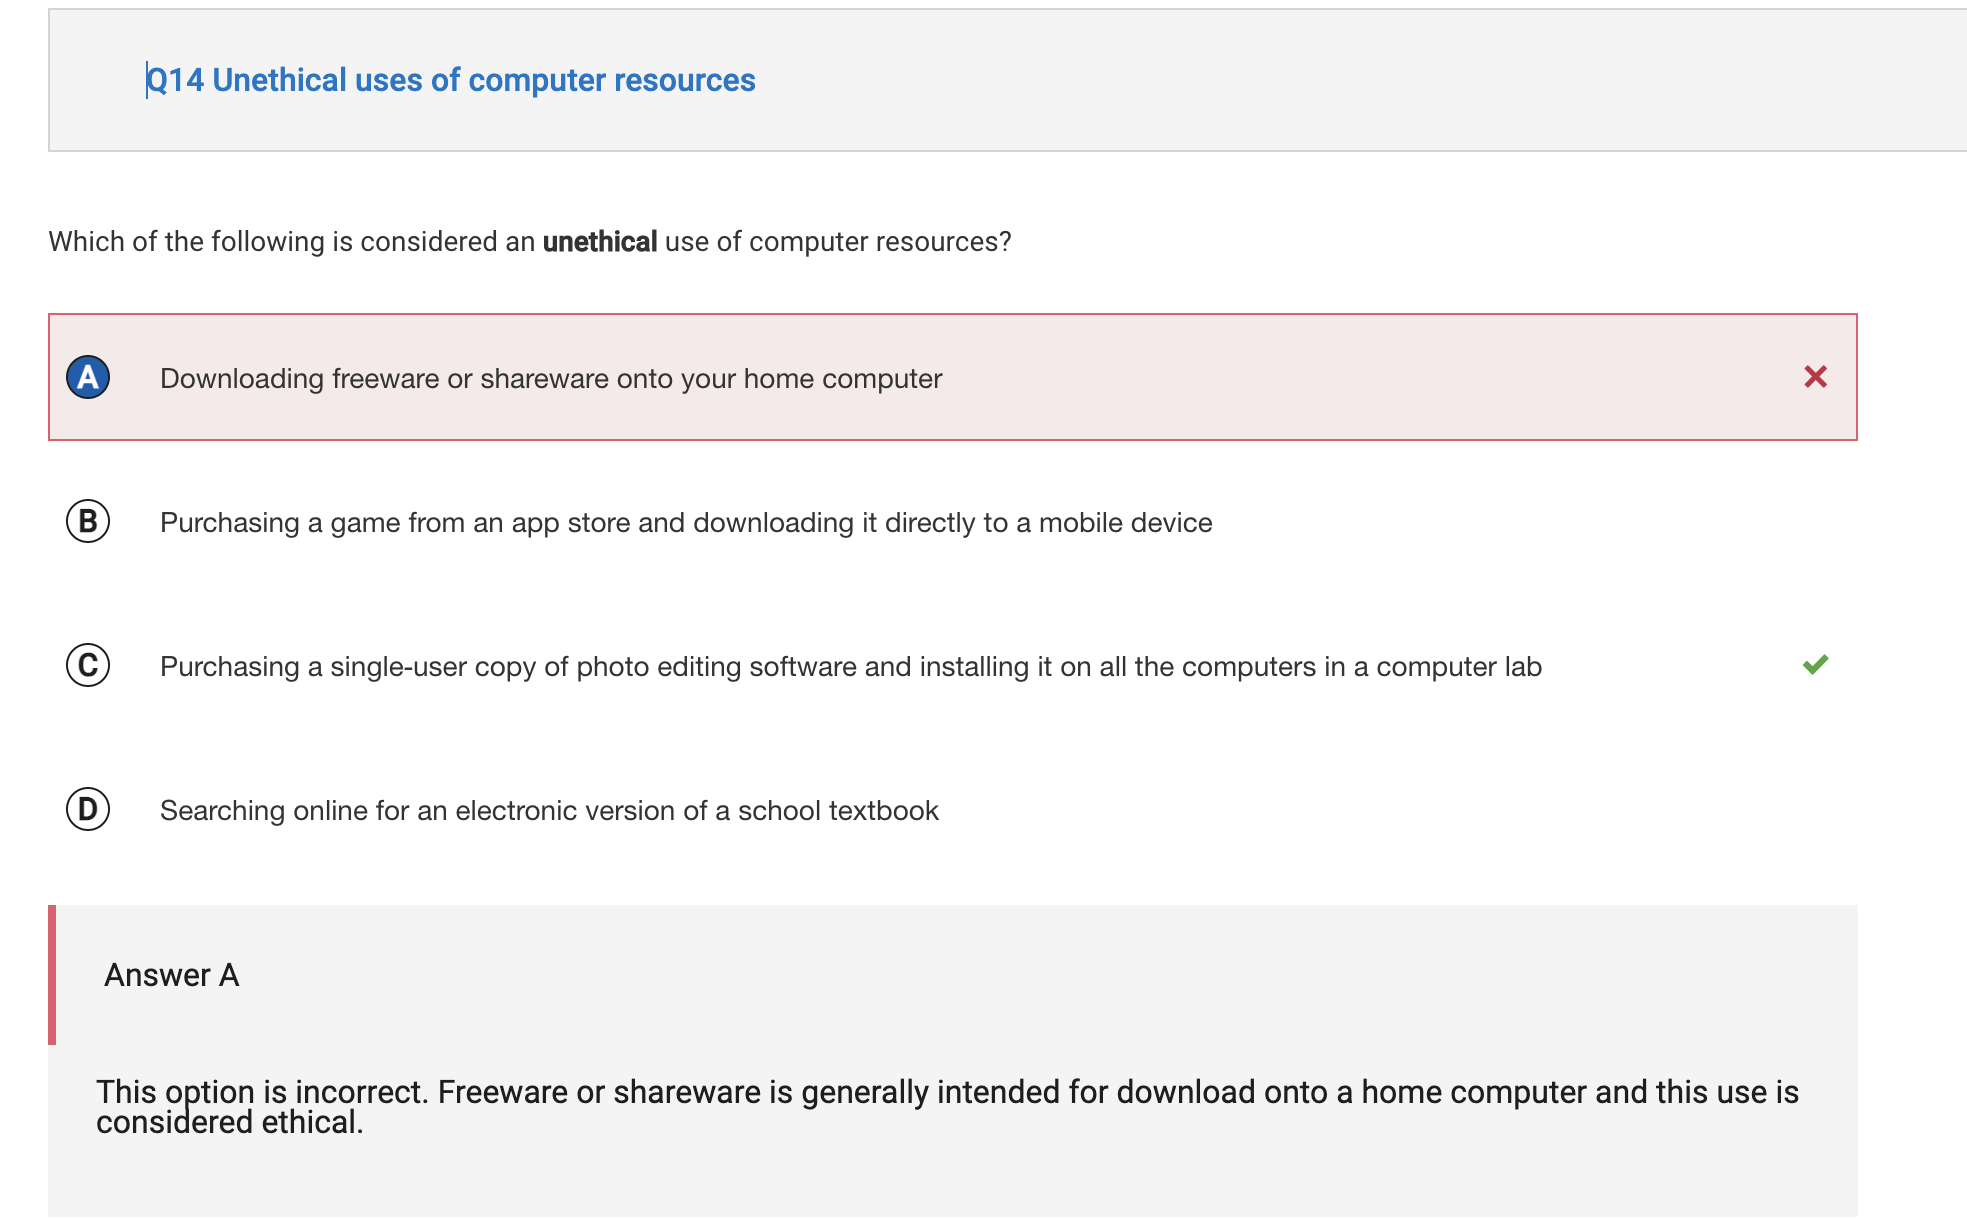 Q14 Unethical uses of computer resources
Which of the following is considered an unethical use of computer resources?
A Downloading freeware or shareware onto your home computer
B Purchasing a game from an app store and downloading it directly to a mobile device
C Purchasing a single-user copy of photo editing software and installing it on all the computers in a computer lab
D Searching online for an electronic version of a school textbook
Answer A
This option is incorrect. Freeware or shareware is generally intended for download onto a home computer and this use is
considered ethical.